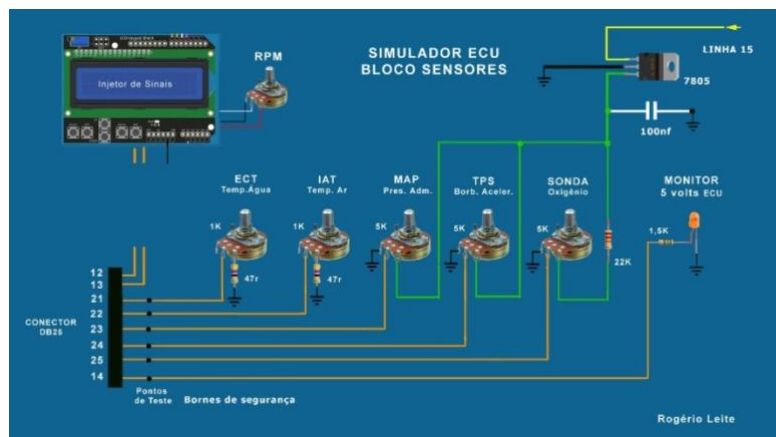 Injetor de Sinais
RPM
SIMULADOR ECU
BLOCO SENSORES
LINHA 15
7805
100nf
ECT
Temp.Água
IAT
Temp. Ar
MAP
Pres. Adm.
TPS
Borb. Aceler.
SONDA
Oxigênio
MONITOR
5 volts ECU
1K
1K
5K
5K
5K
1,5K
47r
47r
22K
12
13
21
22
23
24
25
14
CONECTOR
DB25
Pontos
de Teste
Bornes de segurança
Rogério Leite